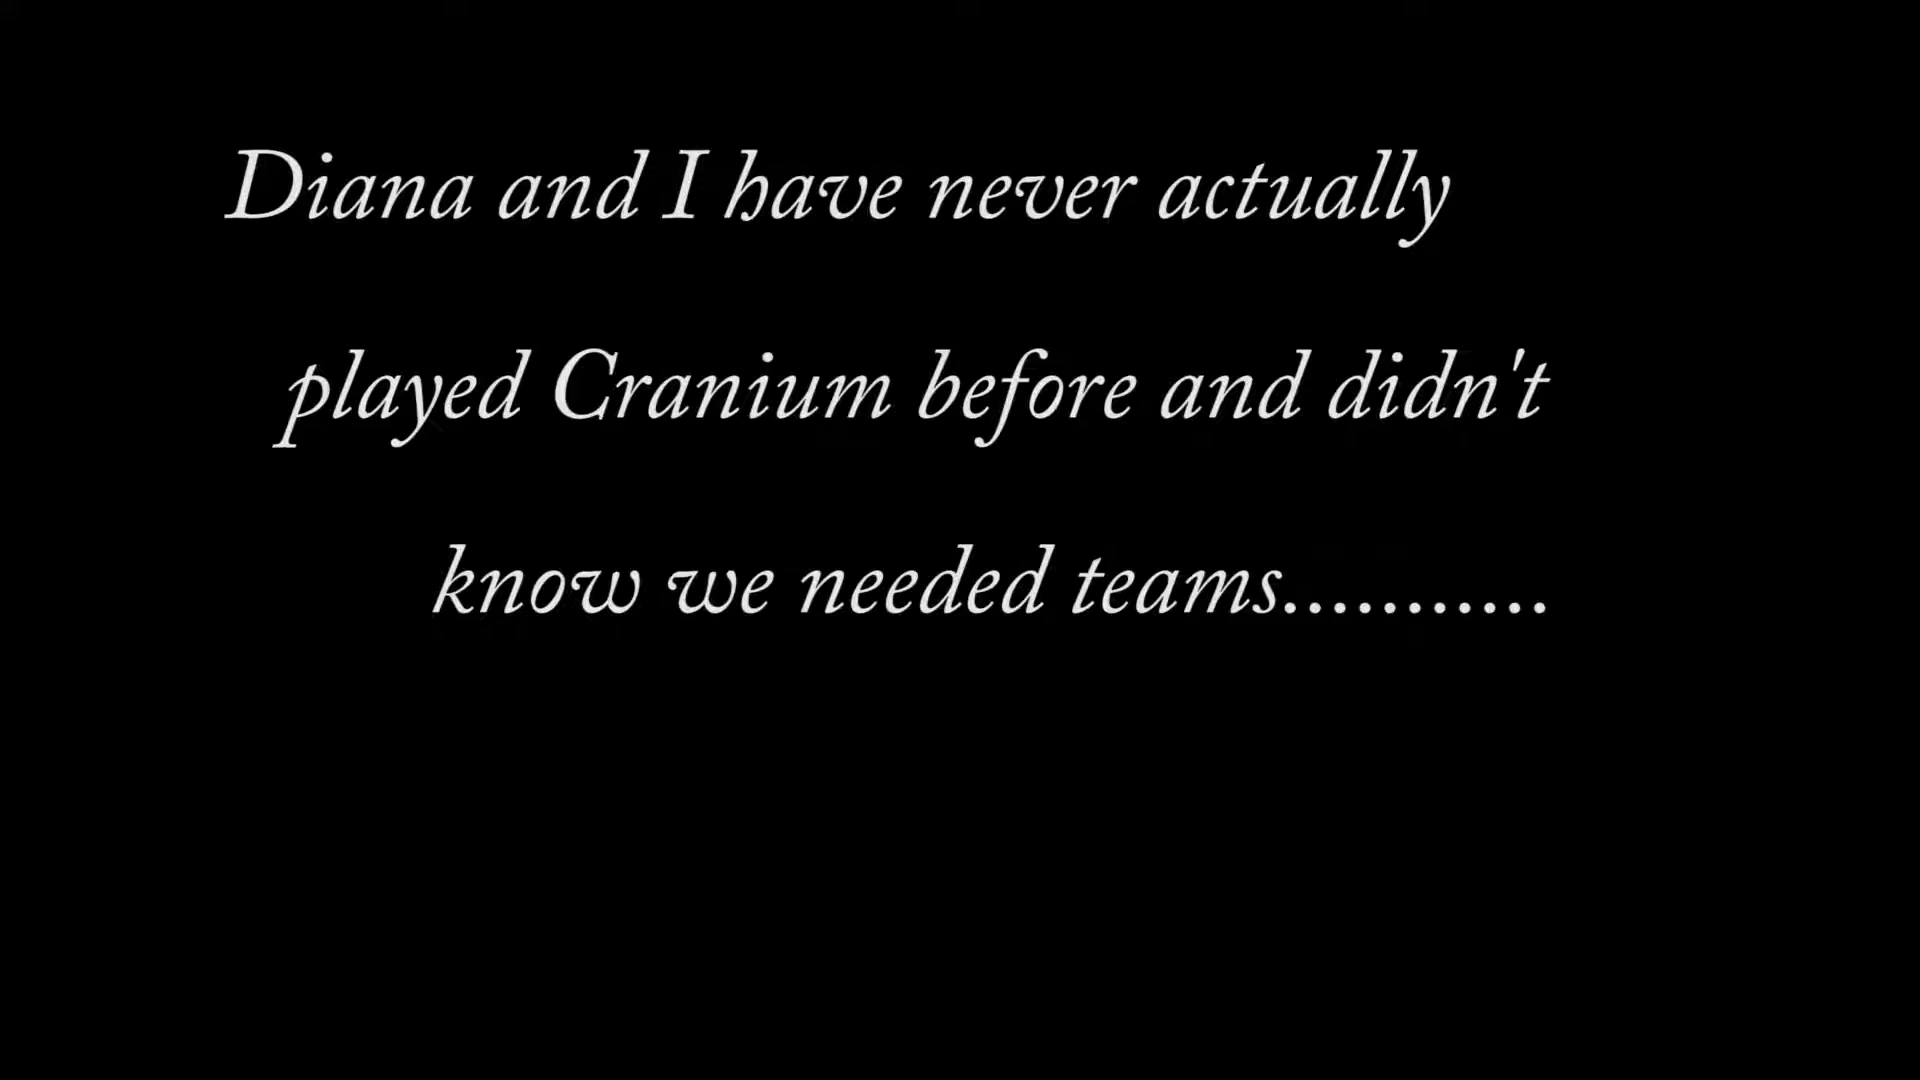 Diana and I have never actually
played Cranium before and didn't
know we needed teams...........